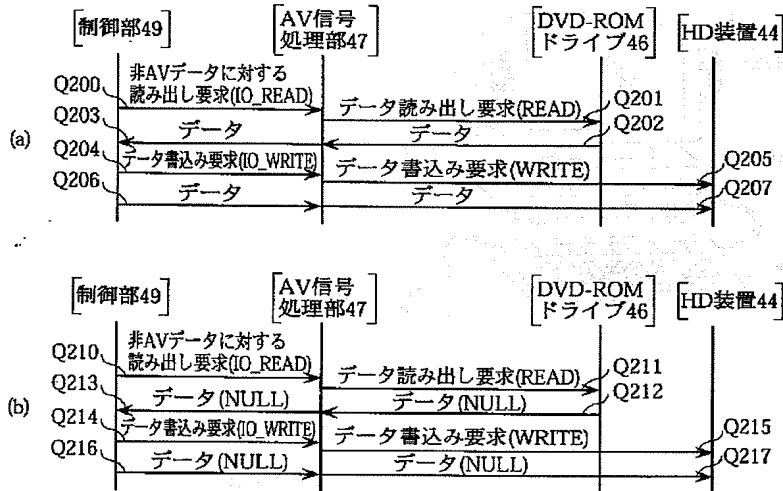 [制御部49]
[AV信号
処理部47]
[DVD-ROM
ドライブ46]
[HD装置44]
(a)
Q200
非AVデータに対する
読み出し要求(IO_READ)
データ読み出し要求(READ)
Q201
Q203
データ
データ
Q202
Q204
データ書込み要求(IO_WRITE)
データ書込み要求(WRITE)
Q205
Q206
データ
データ
Q207
[制御部49]
[AV信号
処理部47]
[DVD-ROM
ドライブ46]
[HD装置44]
(b)
Q210
非AVデータに対する
読み出し要求(IO_READ)
データ読み出し要求(READ)
Q211
Q213
データ(NULL)
データ(NULL)
Q212
Q214
データ書込み要求(IO_WRITE)
データ書込み要求(WRITE)
Q215
Q216
データ(NULL)
データ(NULL)
Q217